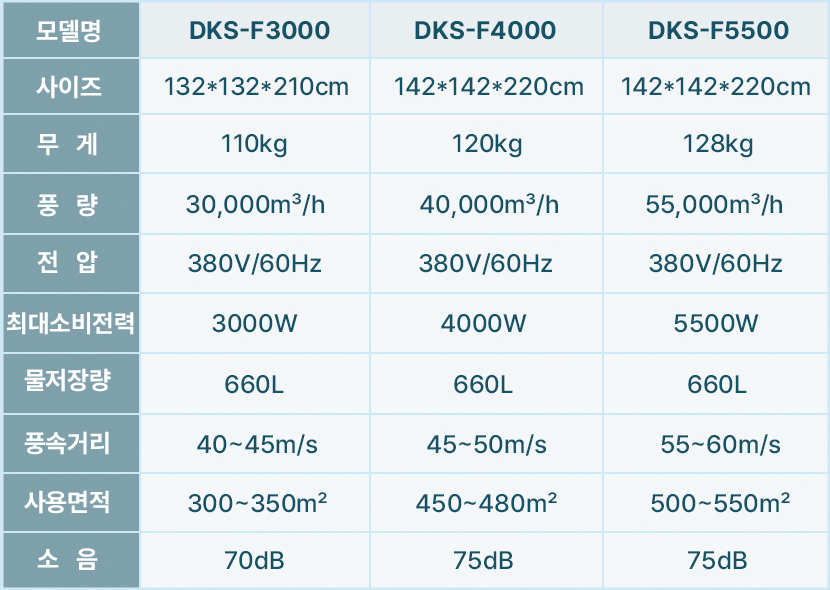 모델명 DKS-F3000 DKS-F4000 DKS-F5500
사이즈 132*132*210cm 142*142*220cm 142*142*220cm
무 게 110kg 120kg 128kg
풍 량 30,000m³/h 40,000m³/h 55,000m³/h
전 압 380V/60Hz 380V/60Hz 380V/60Hz
최대소비전력 3000W 4000W 5500W
물저장량 660L 660L 660L
풍속거리 40~45m/s 45~50m/s 55~60m/s
사용면적 300~350m² 450~480m² 500~550m²
소 음 70dB 75dB 75dB